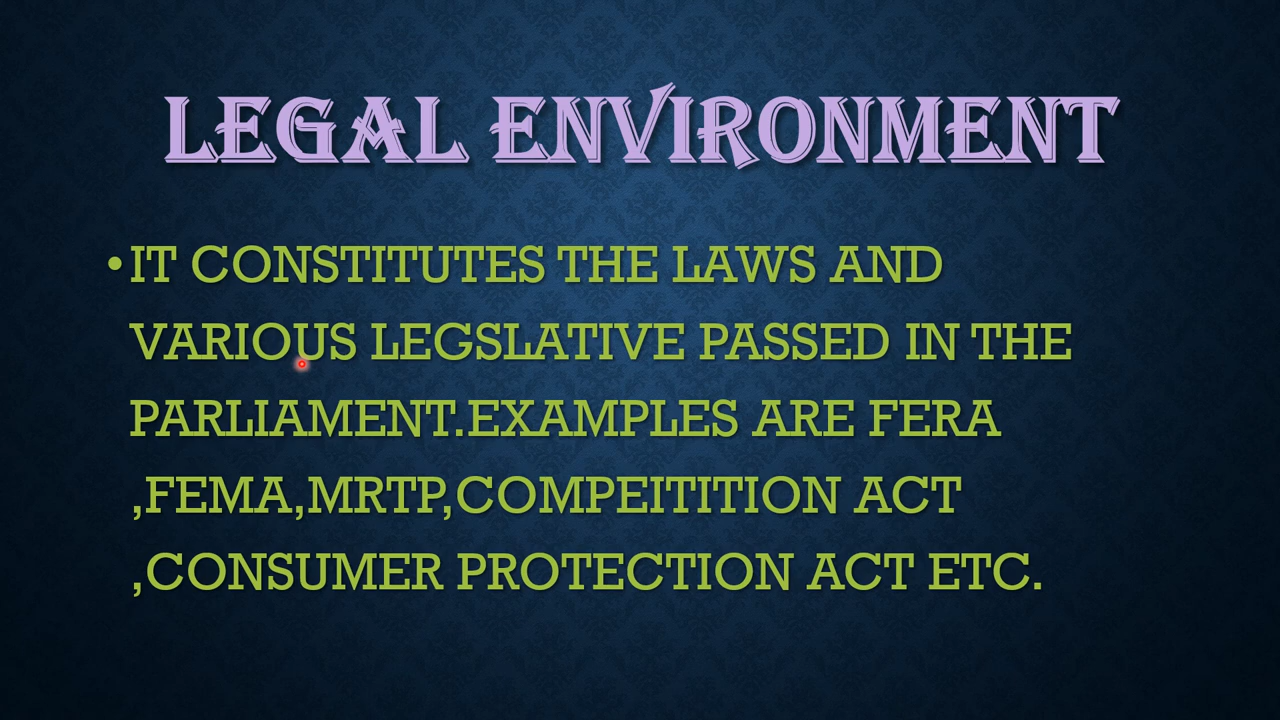 LEGAL ENVIRONMENT
•IT CONSTITUTES THE LAWS AND
VARIOUS LEGSLATIVE PASSED IN THE
PARLIAMENT.EXAMPLES ARE FERA
,FEMA,MRTP,COMPEITITION ACT
,CONSUMER PROTECTION ACT ETC.